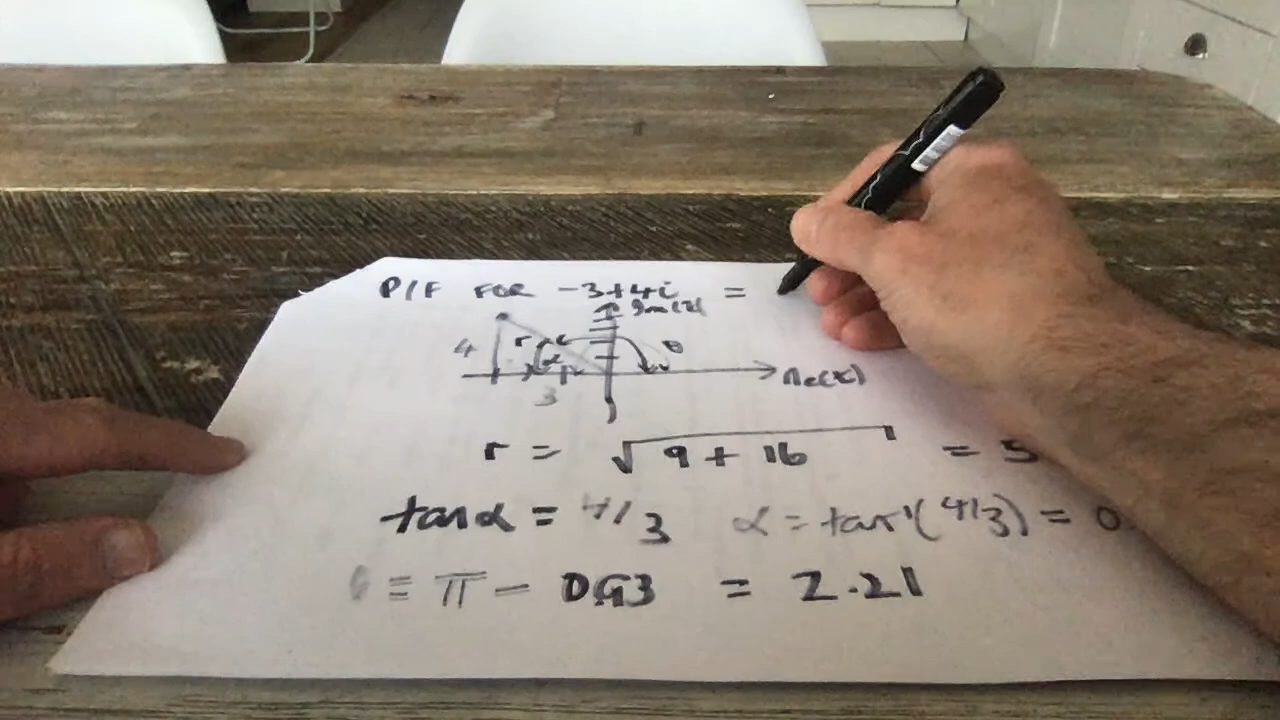 P/F FOR -3+4i =
Im(z)
4 r α θ
3 Re(z)
r = √9+16 = 5
tanα = 4/3 α = tan⁻¹(4/3) = 0.
θ = π - 0.93 = 2.21